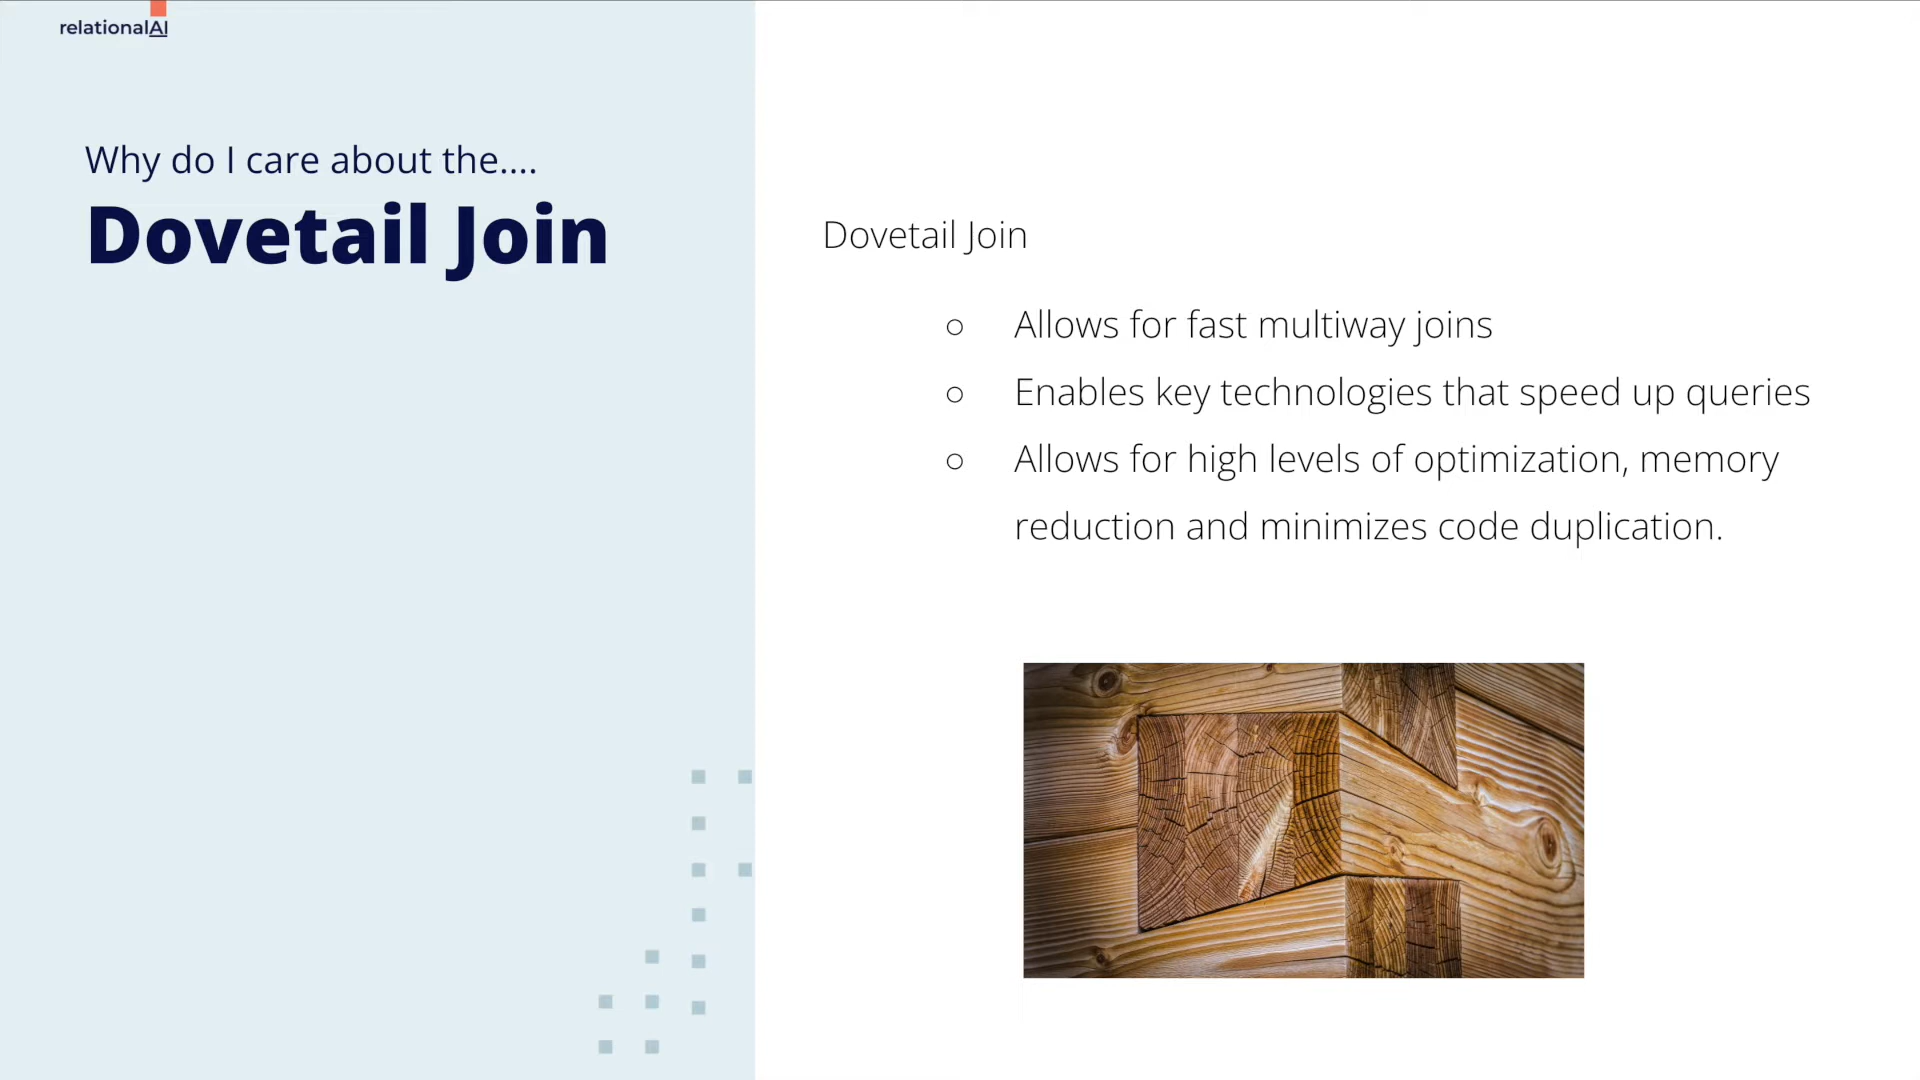 relationalAI
Why do I care about the....
Dovetail Join
Dovetail Join
○ Allows for fast multiway joins
○ Enables key technologies that speed up queries
○ Allows for high levels of optimization, memory
reduction and minimizes code duplication.